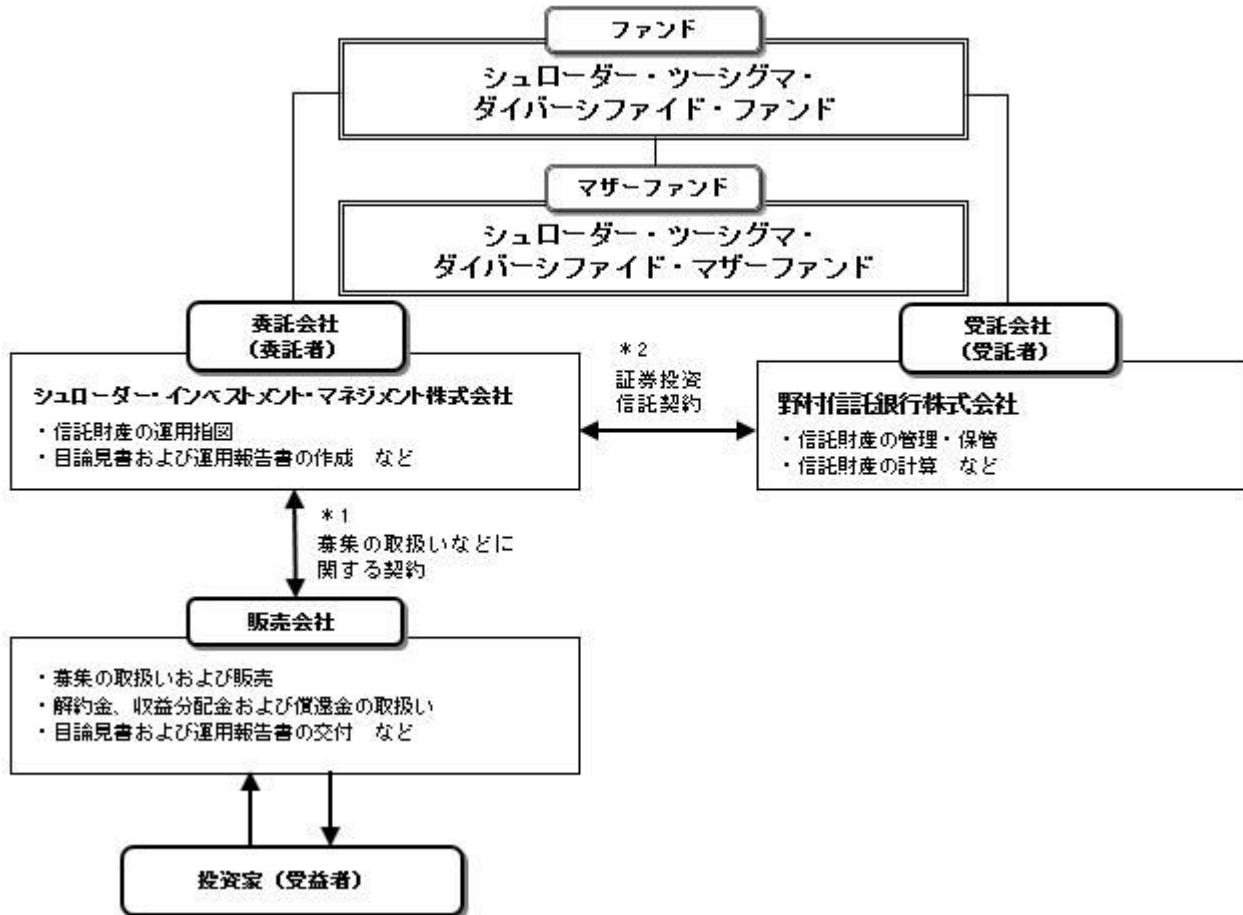 ファンド
シュローダー・ツーシグマ・
ダイバーシファイド・ファンド
マザーファンド
シュローダー・ツーシグマ・
ダイバーシファイド・マザーファンド
委託会社
（委託者）
シュローダー・インベストメント・マネジメント株式会社
・信託財産の運用指図
・目論見書および運用報告書の作成　など
＊2
証券投資
信託契約
受託会社
（受託者）
野村信託銀行株式会社
・信託財産の管理・保管
・信託財産の計算　など
＊1
募集の取扱いなどに
関する契約
販売会社
・募集の取扱いおよび販売
・解約金、収益分配金および償還金の取扱い
・目論見書および運用報告書の交付　など
投資家（受益者）